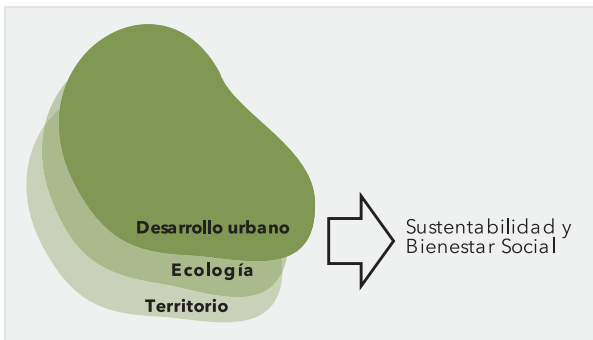 Desarrollo urbano
Ecología
Territorio
Sustentabilidad y
Bienestar Social